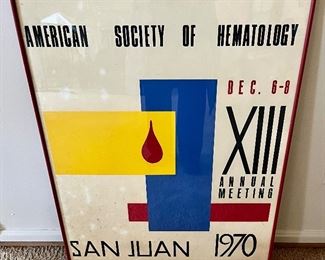 AMERICAN SOCIETY OF HEMATOLOGY
DEC. 6-8
XIII
ANNUAL
MEETING
SAN JUAN 1970